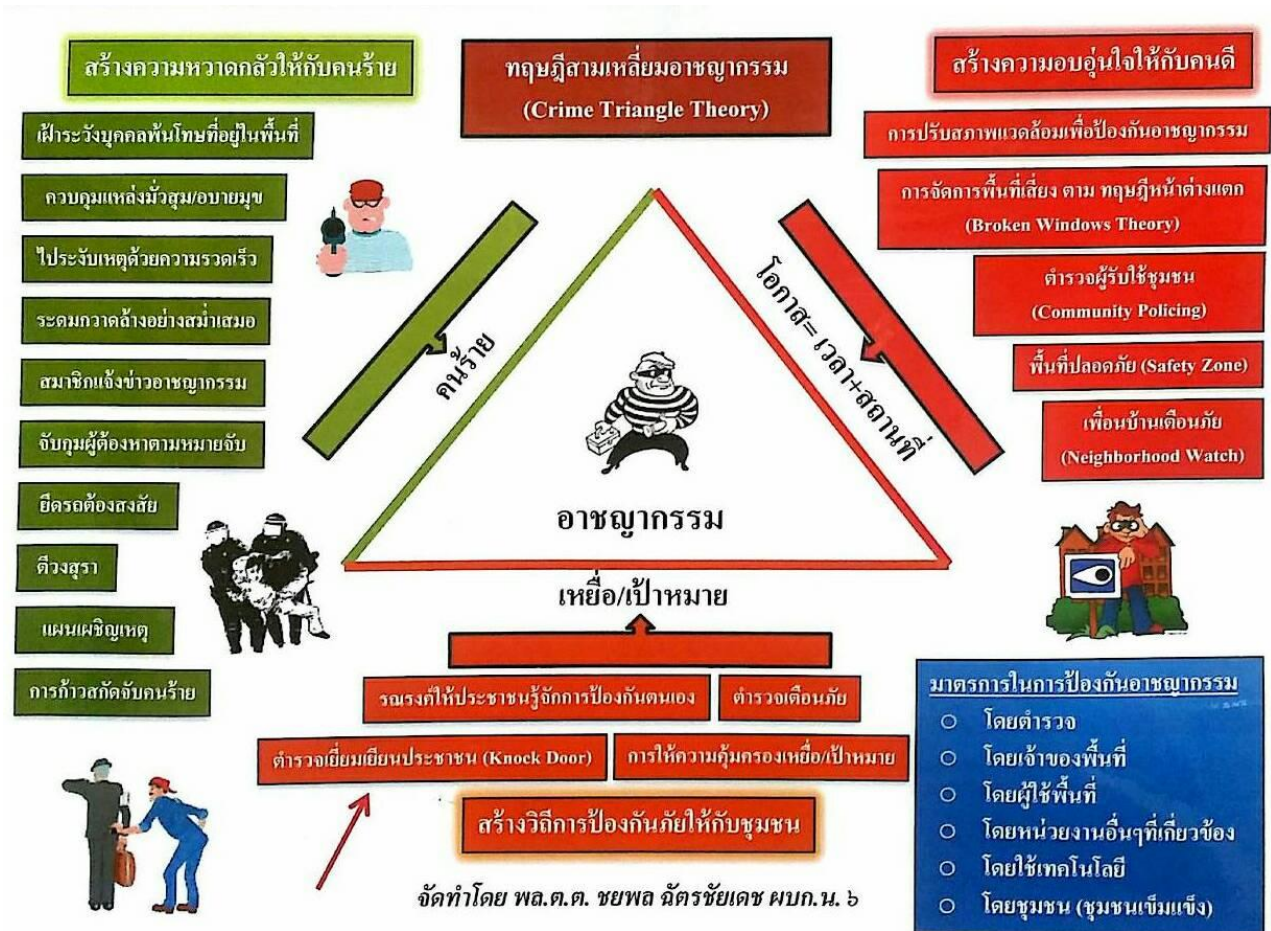 สร้างความหวาดกลัวให้กับคนร้าย
เฝ้าระวังบุคคลพ้นโทษที่อยู่ในพื้นที่
ควบคุมแหล่งมั่วสุม/อบายมุข
ไประงับเหตุด้วยความรวดเร็ว
ระดมกวาดล้างอย่างสม่ำเสมอ
สมาชิกแจ้งข่าวอาชญากรรม
จับกุมผู้ต้องหาตามหมายจับ
ยึดรถต้องสงสัย
ตีวงสุรา
แผนเผชิญเหตุ
การก้าวสกัดจับคนร้าย
ทฤษฎีสามเหลี่ยมอาชญากรรม
(Crime Triangle Theory)
คนร้าย
โอกาส= เวลา+สถานที่
อาชญากรรม
เหยื่อ/เป้าหมาย
สร้างความอบอุ่นใจให้กับคนดี
การปรับสภาพแวดล้อมเพื่อป้องกันอาชญากรรม
การจัดการพื้นที่เสี่ยง ตาม ทฤษฎีหน้าต่างแตก
(Broken Windows Theory)
ตำรวจผู้รับใช้ชุมชน
(Community Policing)
พื้นที่ปลอดภัย (Safety Zone)
เพื่อนบ้านเตือนภัย
(Neighborhood Watch)
รณรงค์ให้ประชาชนรู้จักการป้องกันตนเอง
ตำรวจเตือนภัย
ตำรวจเยี่ยมเยียนประชาชน (Knock Door)
การให้ความคุ้มครองเหยื่อ/เป้าหมาย
สร้างวิถีการป้องกันภัยให้กับชุมชน
จัดทำโดย พล.ต.ต. ชยพล ฉัตรชัยเดช ผบก.น. ๖
มาตรการในการป้องกันอาชญากรรม
โดยตำรวจ
โดยเจ้าของพื้นที่
โดยผู้ใช้พื้นที่
โดยหน่วยงานอื่นๆที่เกี่ยวข้อง
โดยใช้เทคโนโลยี
โดยชุมชน (ชุมชนเข้มแข็ง)